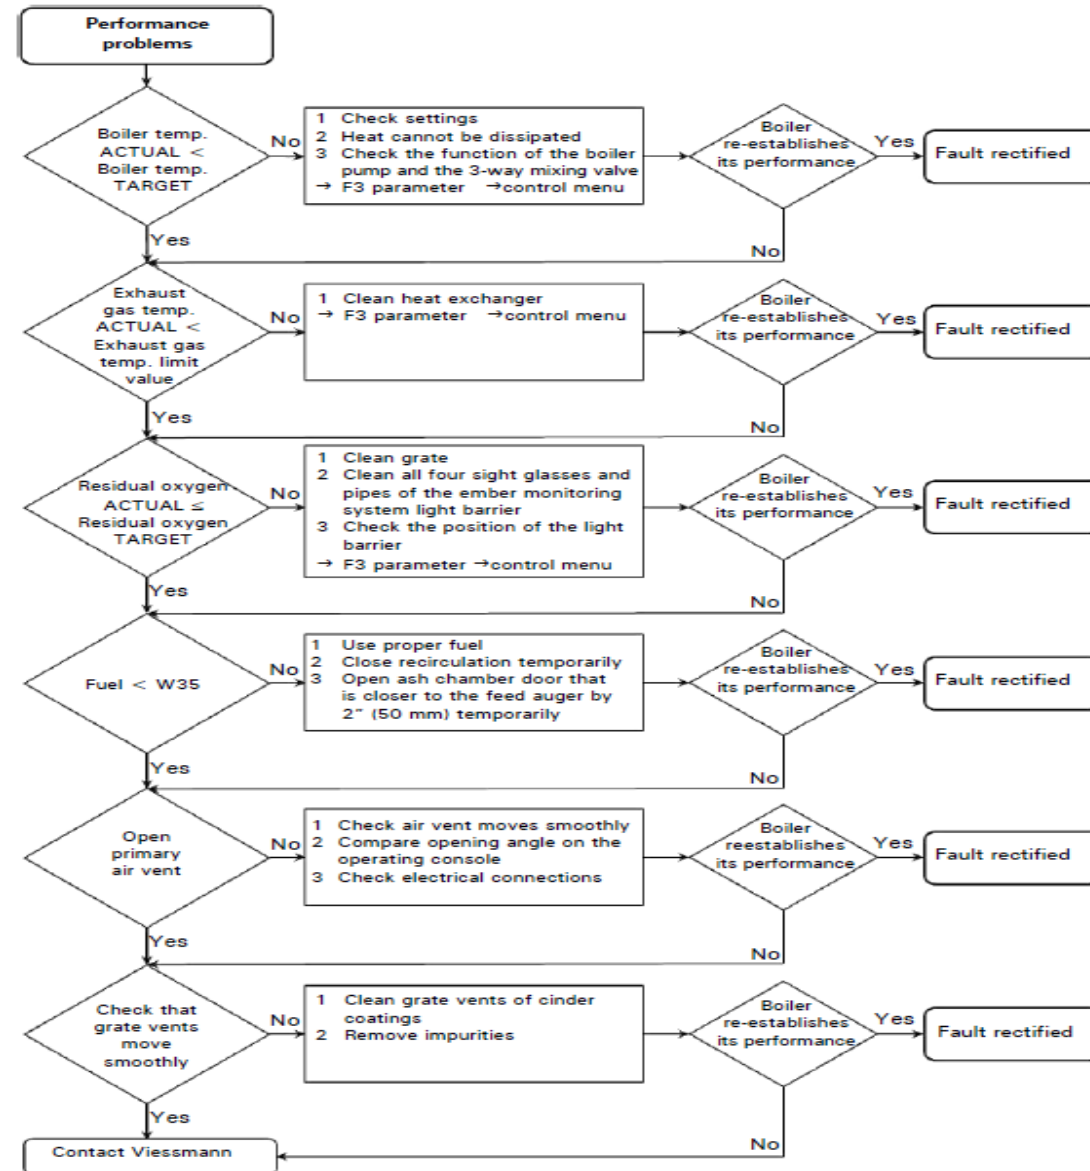 Performance
problems
Boiler temp.
ACTUAL <
Boiler temp.
TARGET
No
1 Check settings
2 Heat cannot be dissipated
3 Check the function of the boiler
pump and the 3-way mixing valve
→ F3 parameter →control menu
Boiler
re-establishes
its performance
Yes
Fault rectified
Yes
No
Exhaust
gas temp.
ACTUAL <
Exhaust gas
temp. limit
value
No
1 Clean heat exchanger
→ F3 parameter →control menu
Boiler
re-establishes
its performance
Yes
Fault rectified
Yes
No
Residual oxygen
ACTUAL ≤
Residual oxygen
TARGET
No
1 Clean grate
2 Clean all four sight glasses and
pipes of the ember monitoring
system light barrier
3 Check the position of the light
barrier
→ F3 parameter →control menu
Boiler
re-establishes
its performance
Yes
Fault rectified
Yes
No
Fuel < W35
No
1 Use proper fuel
2 Close recirculation temporarily
3 Open ash chamber door that
is closer to the feed auger by
2” (50 mm) temporarily
Boiler
re-establishes
its performance
Yes
Fault rectified
Yes
No
Open
primary
air vent
No
1 Check air vent moves smoothly
2 Compare opening angle on the
operating console
3 Check electrical connections
Boiler
reestablishes
its performance
Yes
Fault rectified
Yes
No
Check that
grate vents
move
smoothly
No
1 Clean grate vents of cinder
coatings
2 Remove impurities
Boiler
re-establishes
its performance
Yes
Fault rectified
Yes
No
Contact Viessmann